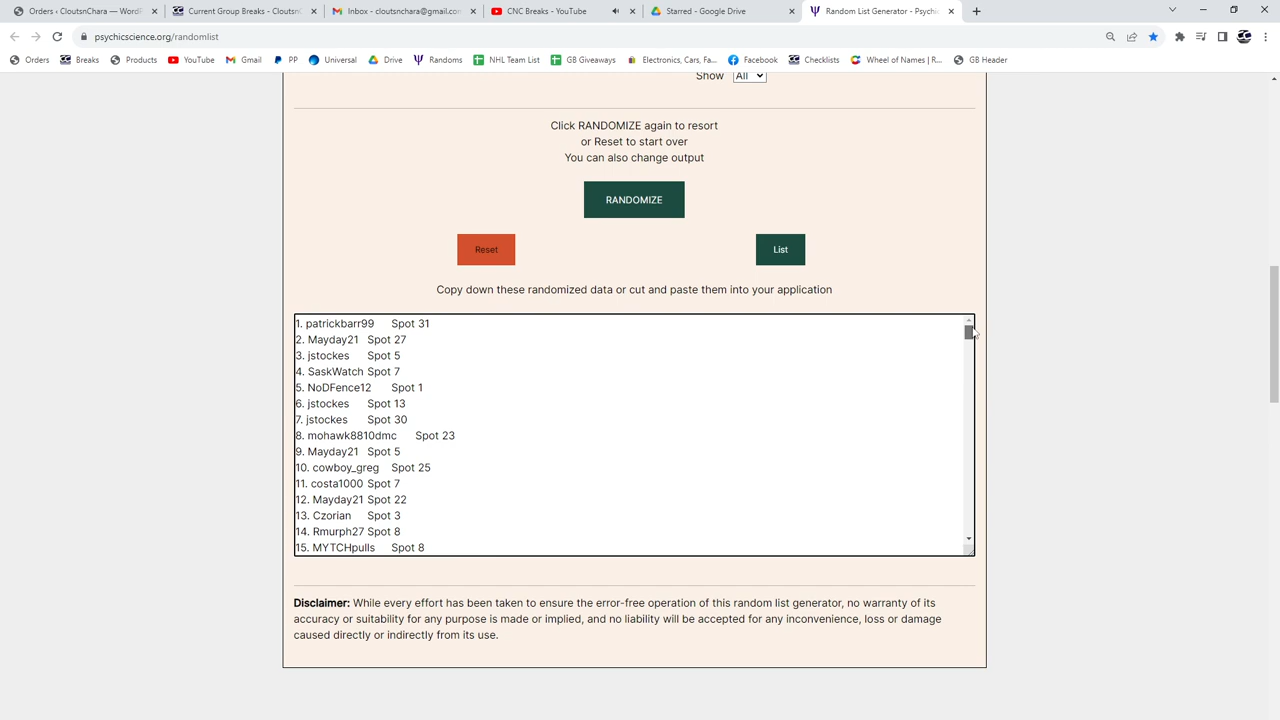 Orders ‹ CloutsnChara — WordP
Current Group Breaks - Cloutsn
Inbox - cloutsnchara@gmail.con
CNC Breaks - YouTube
Starred - Google Drive
Random List Generator - Psychic
psychicscience.org/randomlist
Orders
Breaks
Products
YouTube
Gmail
PP
Universal
Drive
Randoms
NHL Team List
GB Giveaways
Electronics, Cars, Fa...
Facebook
Checklists
Wheel of Names | R...
GB Header
Show All
Click RANDOMIZE again to resort
or Reset to start over
You can also change output
RANDOMIZE
Reset
List
Copy down these randomized data or cut and paste them into your application
1. patrickbarr99 Spot 31
2. Mayday21 Spot 27
3. jstockes Spot 5
4. SaskWatch Spot 7
5. NoDFence12 Spot 1
6. jstockes Spot 13
7. jstockes Spot 30
8. mohawk8810dmc Spot 23
9. Mayday21 Spot 5
10. cowboy_greg Spot 25
11. costa1000 Spot 7
12. Mayday21 Spot 22
13. Czorian Spot 3
14. Rmurph27 Spot 8
15. MYTCHpulls Spot 8
Disclaimer: While every effort has been taken to ensure the error-free operation of this random list generator, no warranty of its
accuracy or suitability for any purpose is made or implied, and no liability will be accepted for any inconvenience, loss or damage
caused directly or indirectly from its use.